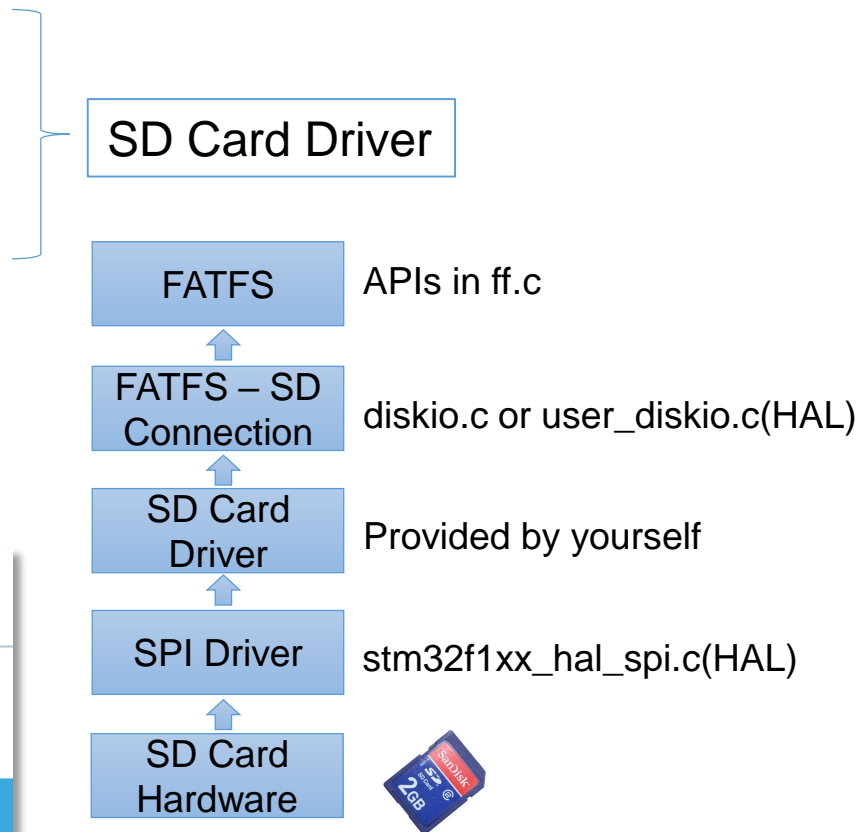 SD Card Driver
FATFS
APIs in ff.c
FATFS – SD
Connection
diskio.c or user_diskio.c(HAL)
SD Card
Driver
Provided by yourself
SPI Driver
stm32f1xx_hal_spi.c(HAL)
SD Card
Hardware
SanDisk
2GB